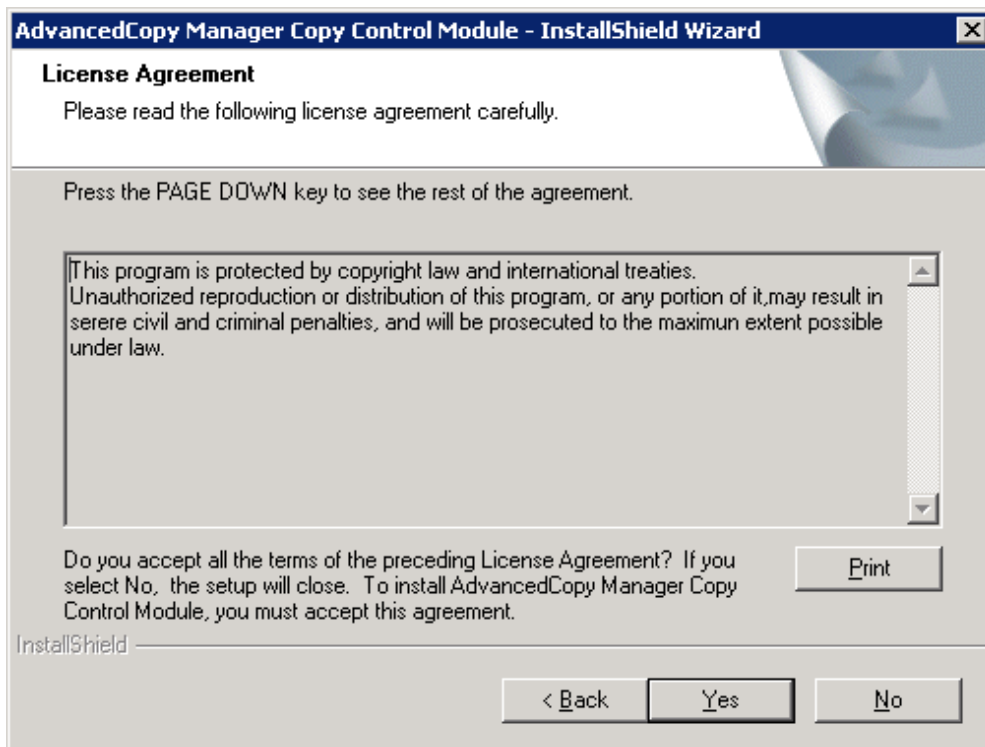 AdvancedCopy Manager Copy Control Module - InstallShield Wizard
License Agreement
Please read the following license agreement carefully.
Press the PAGE DOWN key to see the rest of the agreement.
This program is protected by copyright law and international treaties.
Unauthorized reproduction or distribution of this program, or any portion of it,may result in
serere civil and criminal penalties, and will be prosecuted to the maximun extent possible
under law.
Do you accept all the terms of the preceding License Agreement?  If you
select No,  the setup will close.  To install AdvancedCopy Manager Copy
Control Module, you must accept this agreement.
Print
InstallShield
< Back
Yes
No